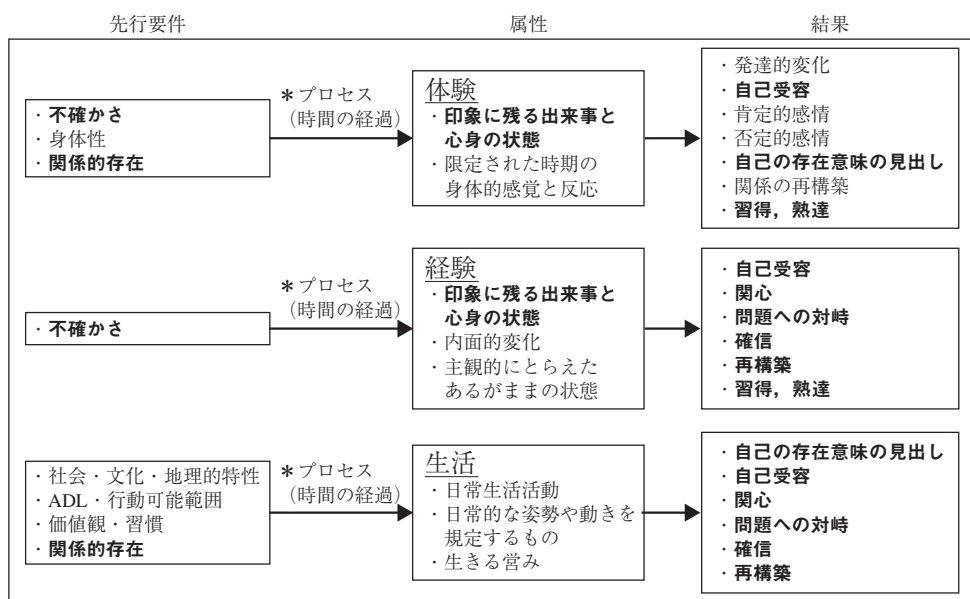 先行要件
属性
結果
・不確かさ
・身体性
・関係的存在
＊プロセス
（時間の経過）
体験
・印象に残る出来事と
心身の状態
・限定された時期の
身体的感覚と反応
・発達的変化
・自己受容
・肯定的感情
・否定的感情
・自己の存在意味の見出し
・関係の再構築
・習得，熟達
・不確かさ
＊プロセス
（時間の経過）
経験
・印象に残る出来事と
心身の状態
・内面的変化
・主観的にとらえた
あるがままの状態
・自己受容
・関心
・問題への対峙
・確信
・再構築
・習得，熟達
・社会・文化・地理的特性
・ADL・行動可能範囲
・価値観・習慣
・関係的存在
＊プロセス
（時間の経過）
生活
・日常生活活動
・日常的な姿勢や動きを
規定するもの
・生きる営み
・自己の存在意味の見出し
・自己受容
・関心
・問題への対峙
・確信
・再構築